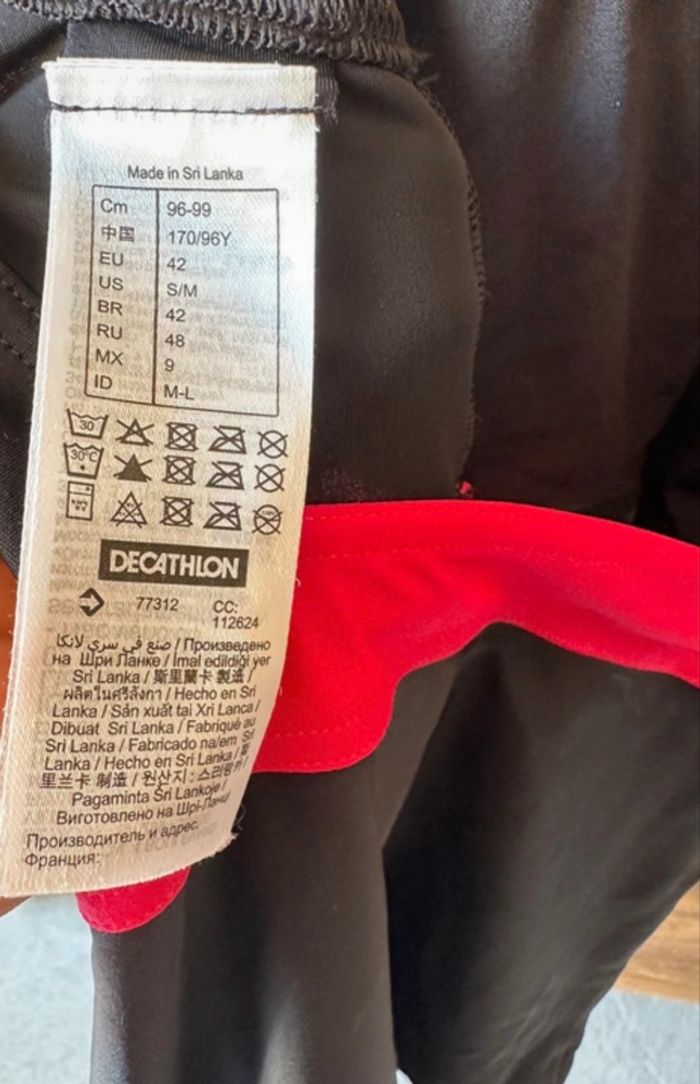 Made in Sri Lanka
Cm 96-99
中国 170/96Y
EU 42
US S/M
BR 42
RU 48
MX 9
ID M-L
30
30°C
DECATHLON
77312 CC:
112624
صنع في سري لانكا / Произведено
на Шри Ланке / İmal edildiği yer
Sri Lanka / 斯里蘭卡 製造 /
ผลิตในศรีลังกา / Hecho en Sri
Lanka / Sản xuất tại Xri Lanca /
Dibuat Sri Lanka / Fabriqué au
Sri Lanka / Fabricado na/em Sri
Lanka / Hecho en Sri Lanka / 斯
里兰卡 制造 / 원산지 : 스리랑카 /
Pagaminta Šri Lankoje /
Виготовлено на Шрі-Ланці
Производитель и адрес,
Франция: